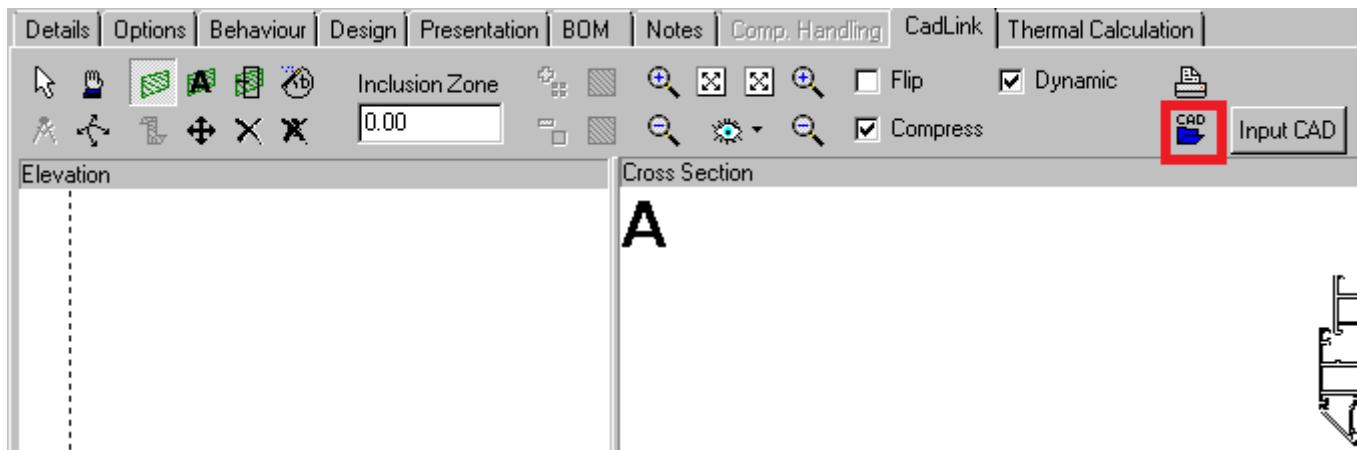 Details Options Behaviour Design Presentation BOM Notes Comp. Handling CadLink Thermal Calculation
A Inclusion Zone Flip Dynamic
0.00 Compress CAD Input CAD
Elevation Cross Section
A